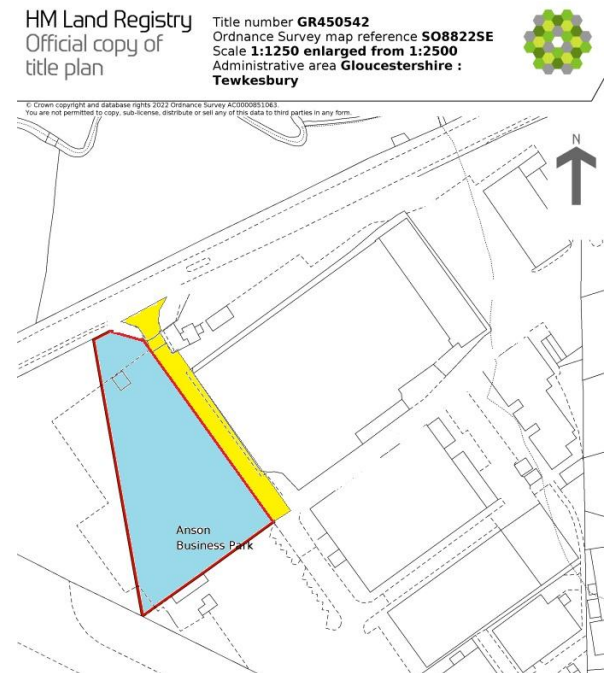 HM Land Registry
Official copy of
title plan
Title number GR450542
Ordnance Survey map reference SO8822SE
Scale 1:1250 enlarged from 1:2500
Administrative area Gloucestershire :
Tewkesbury
© Crown copyright and database rights 2022 Ordnance Survey AC0000851063.
You are not permitted to copy, sub-license, distribute or sell any of this data to third parties in any form.
N
Anson
Business Park